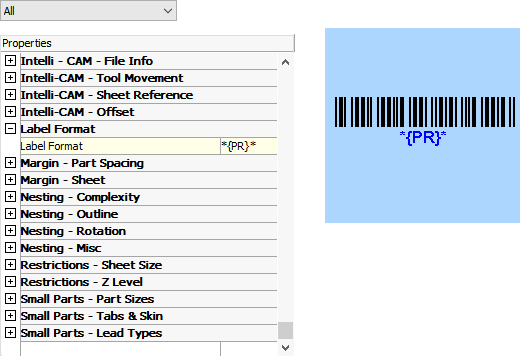 All
Properties
Intelli - CAM - File Info
Intelli-CAM - Tool Movement
Intelli-CAM - Sheet Reference
Intelli-CAM - Offset
Label Format
Label Format *{PR}*
Margin - Part Spacing
Margin - Sheet
Nesting - Complexity
Nesting - Outline
Nesting - Rotation
Nesting - Misc
Restrictions - Sheet Size
Restrictions - Z Level
Small Parts - Part Sizes
Small Parts - Tabs & Skin
Small Parts - Lead Types
*{PR}*